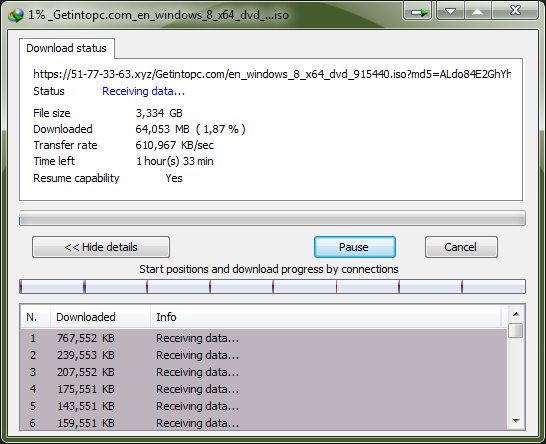 1% _Getintopc.com_en_windows_8_x64_dvd_...iso
Download status
https://51-77-33-63.xyz/Getintopc.com/en_windows_8_x64_dvd_915440.iso?md5=ALdo84E2GhYh
Status Receiving data...
File size 3,334 GB
Downloaded 64,053 MB ( 1,87 % )
Transfer rate 610,967 KB/sec
Time left 1 hour(s) 33 min
Resume capability Yes
<< Hide details Pause Cancel
Start positions and download progress by connections
N. Downloaded Info
1 767,552 KB Receiving data...
2 239,553 KB Receiving data...
3 207,552 KB Receiving data...
4 175,551 KB Receiving data...
5 143,551 KB Receiving data...
6 159,551 KB Receiving data...